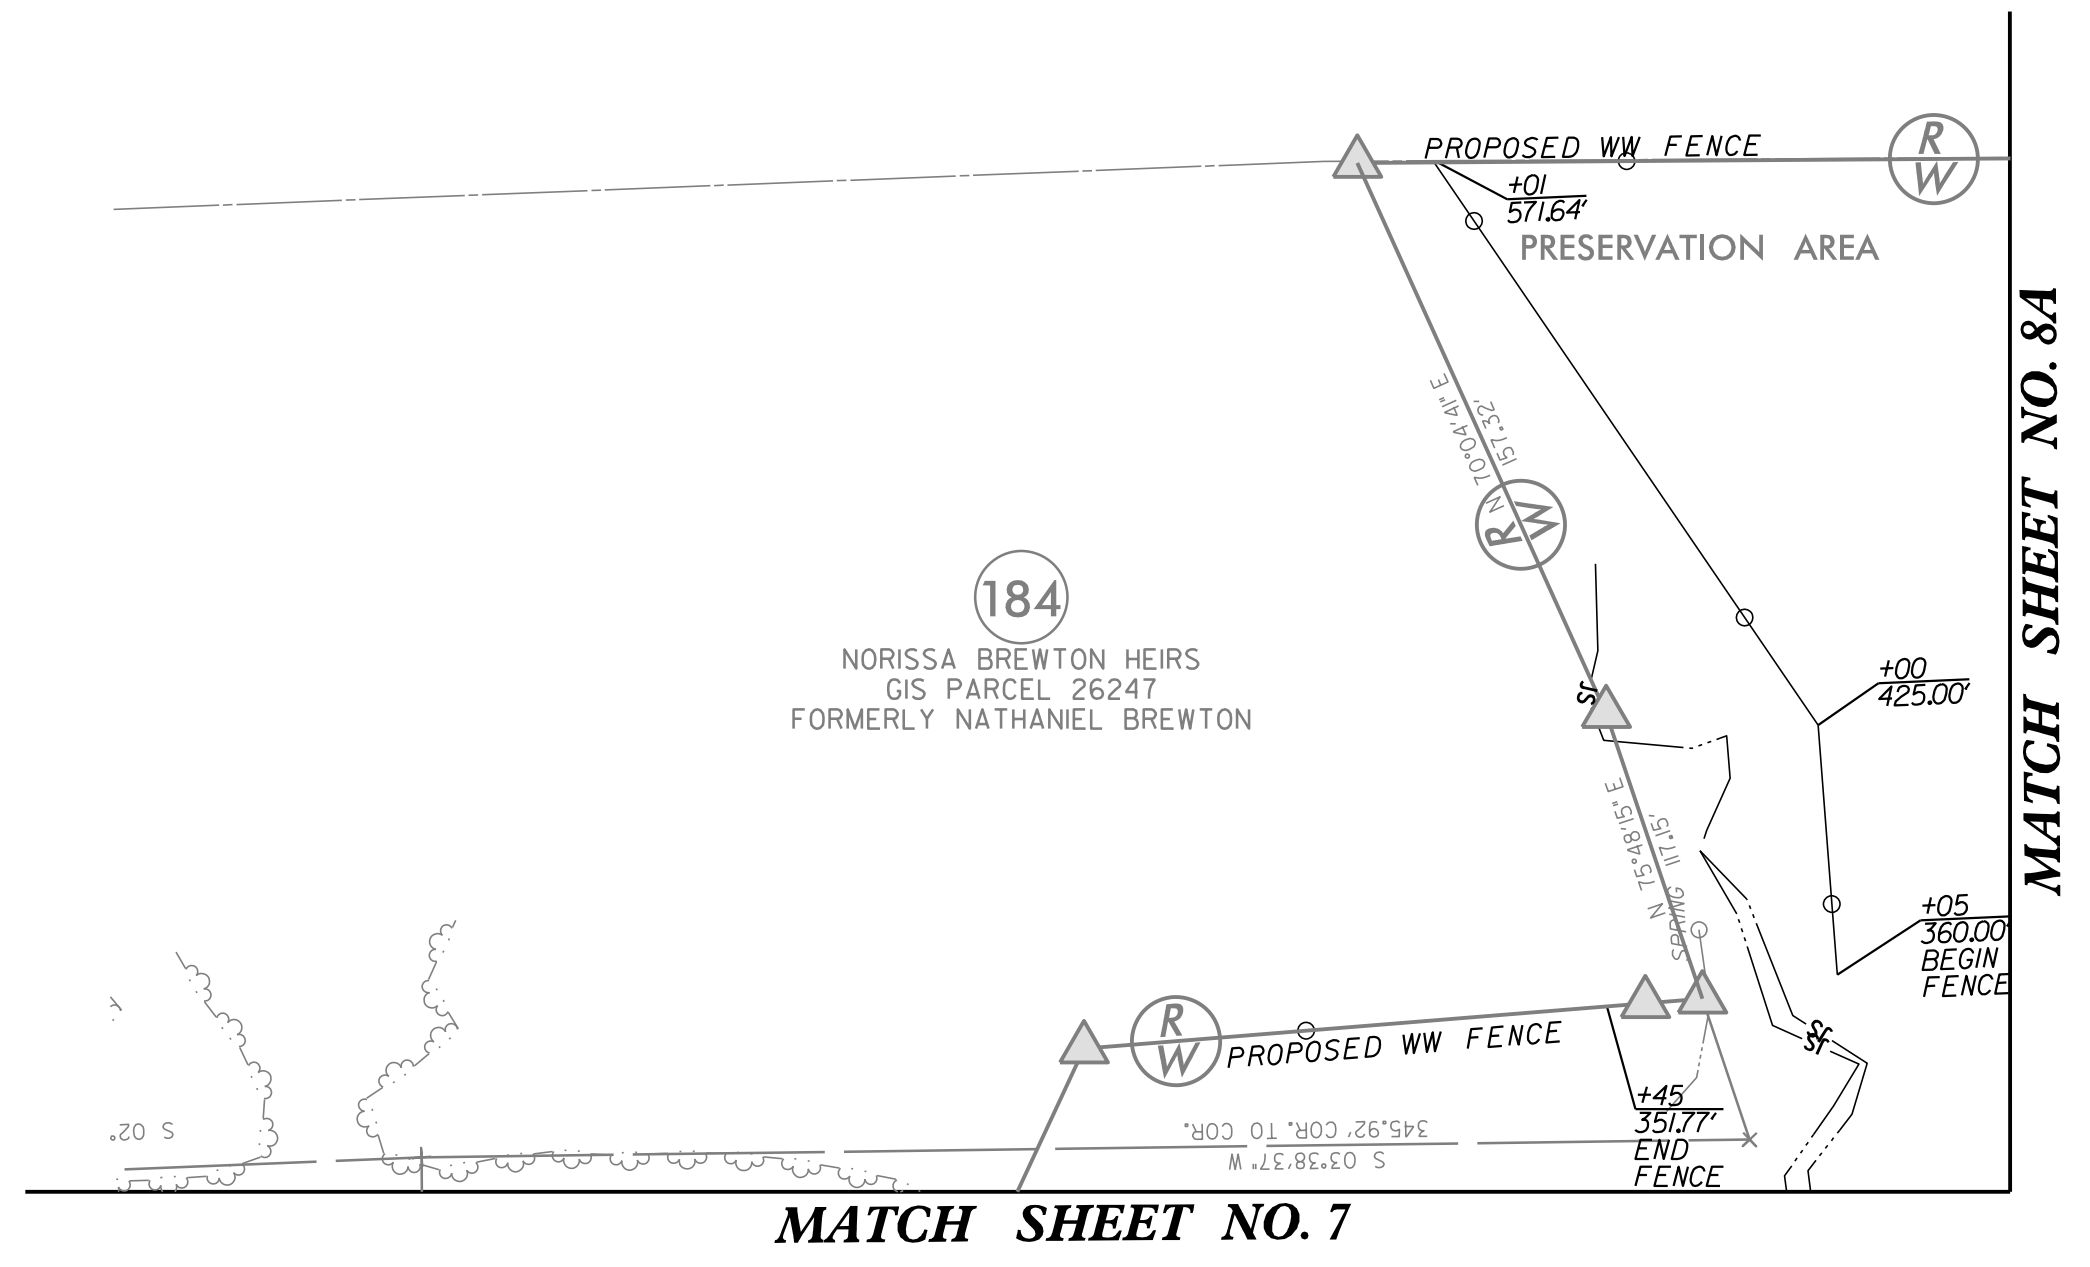 PROPOSED WW FENCE
R
W
+01
571.64'
PRESERVATION AREA
MATCH SHEET NO. 8A
N 70°04'41" E
157.32'
R
W
184
NORISSA BREWTON HEIRS
GIS PARCEL 26247
FORMERLY NATHANIEL BREWTON
JS
+00
425.00'
N 75°48'15" E
117.15'
SPRING
+05
360.00'
BEGIN
FENCE
R
W
PROPOSED WW FENCE
JS
JS
+45
351.77'
END
FENCE
S 02°
345.92' COR. TO COR.
S 03°38'37" W
MATCH SHEET NO. 7